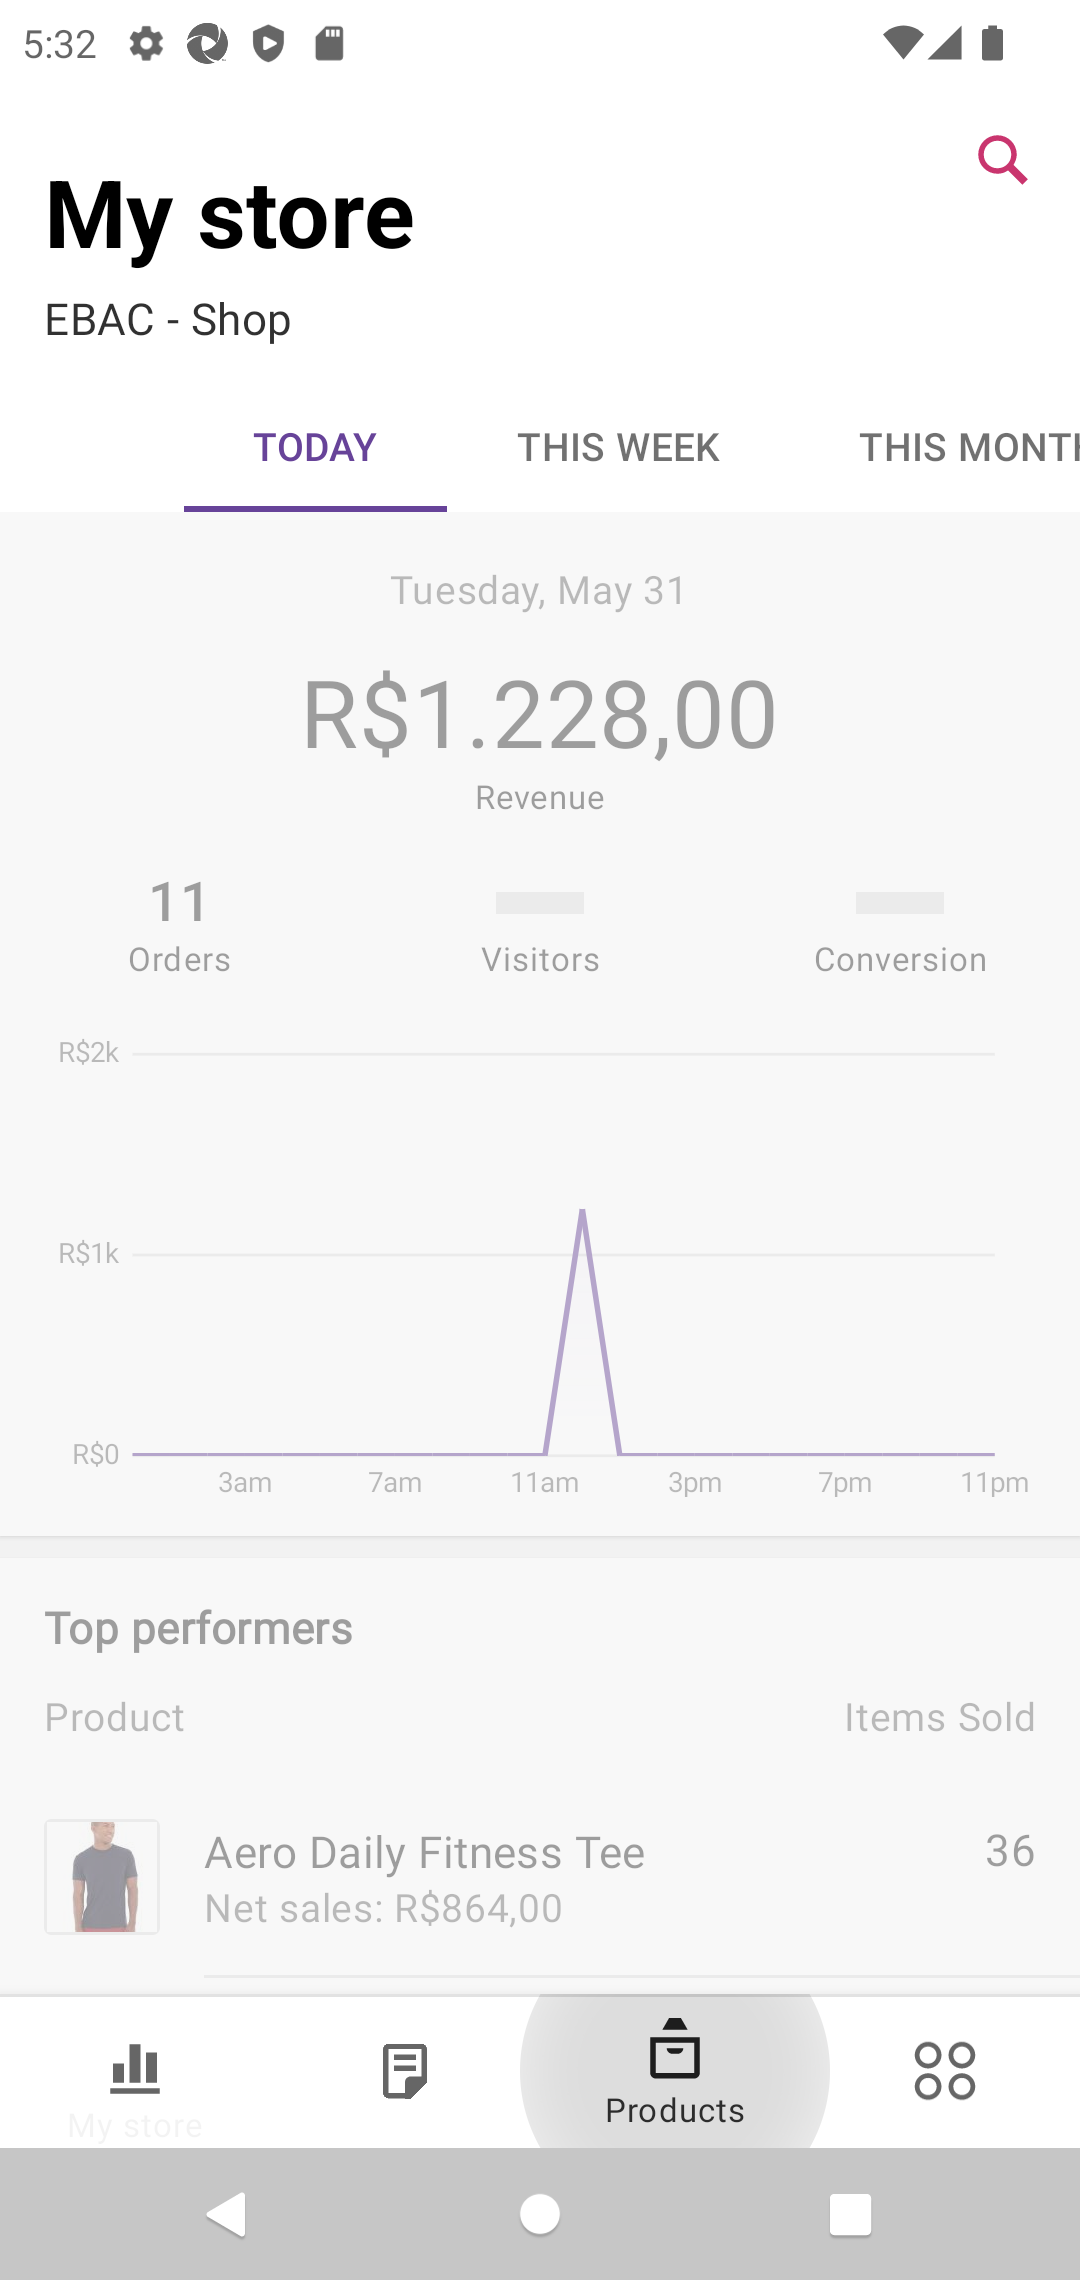 5:32
My store
EBAC - Shop
TODAY THIS WEEK THIS MONTH
Tuesday, May 31
R$1.228,00
Revenue
11
Orders Visitors Conversion
R$2k
R$1k
R$0
3am 7am 11am 3pm 7pm 11pm
Top performers
Product Items Sold
Aero Daily Fitness Tee 36
Net sales: R$864,00
My store Products